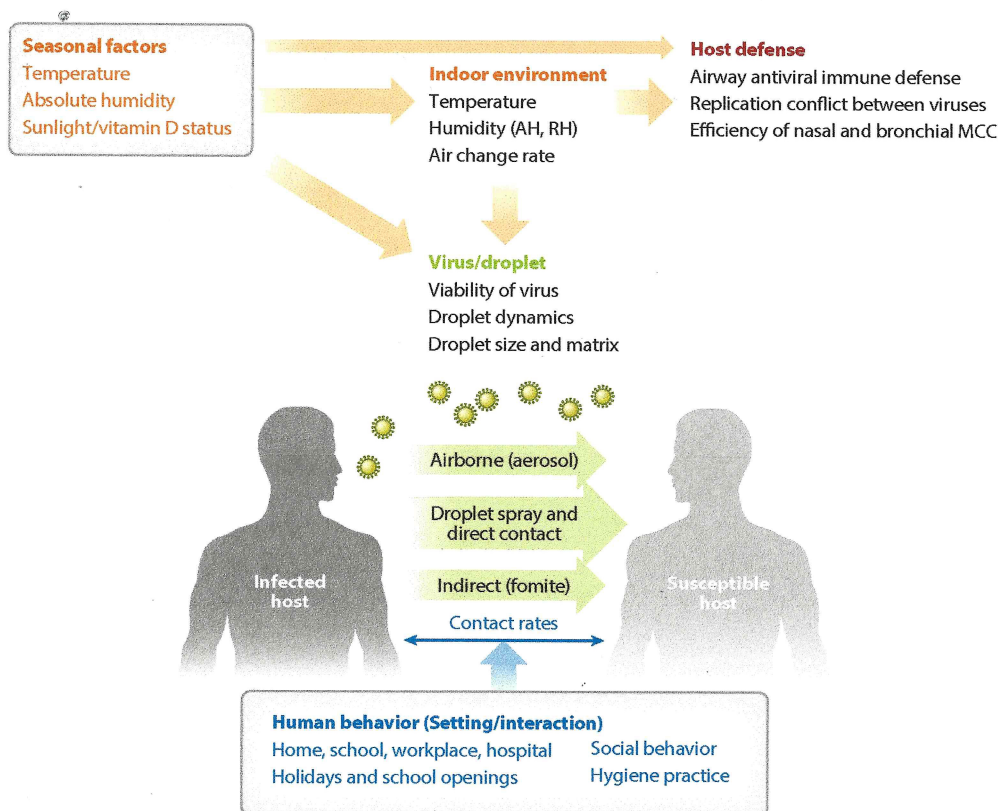 Seasonal factors
Temperature
Absolute humidity
Sunlight/vitamin D status
Indoor environment
Temperature
Humidity (AH, RH)
Air change rate
Host defense
Airway antiviral immune defense
Replication conflict between viruses
Efficiency of nasal and bronchial MCC
Virus/droplet
Viability of virus
Droplet dynamics
Droplet size and matrix
Airborne (aerosol)
Droplet spray and
direct contact
Indirect (fomite)
Infected
host
Susceptible
host
Contact rates
Human behavior (Setting/interaction)
Home, school, workplace, hospital
Holidays and school openings
Social behavior
Hygiene practice